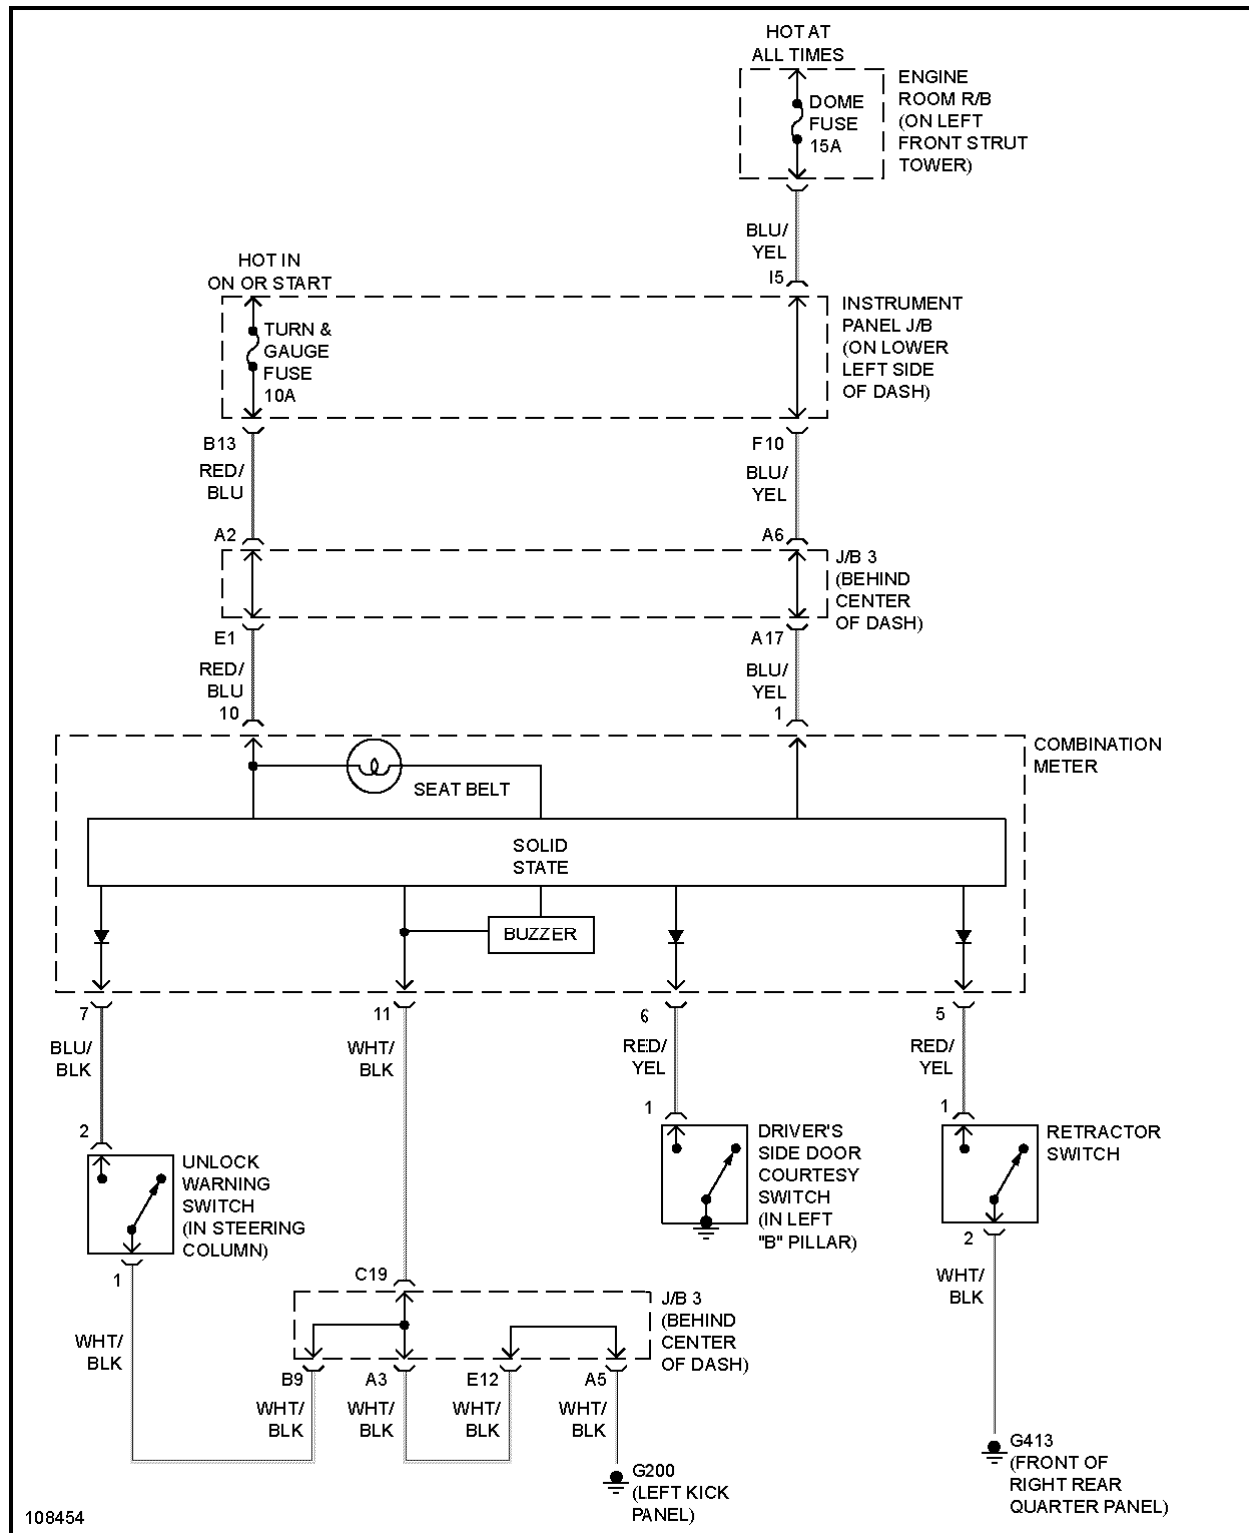 HOT AT
ALL TIMES
DOME
FUSE
15A
ENGINE
ROOM R/B
(ON LEFT
FRONT STRUT
TOWER)
BLU/
YEL
I5
HOT IN
ON OR START
TURN &
GAUGE
FUSE
10A
INSTRUMENT
PANEL J/B
(ON LOWER
LEFT SIDE
OF DASH)
B13
F10
RED/
BLU
BLU/
YEL
A2
A6
J/B 3
(BEHIND
CENTER
OF DASH)
E1
A17
RED/
BLU
BLU/
YEL
10
1
COMBINATION
METER
SEAT BELT
SOLID
STATE
BUZZER
7
11
6
5
BLU/
BLK
WHT/
BLK
RED/
YEL
RED/
YEL
2
1
1
UNLOCK
WARNING
SWITCH
(IN STEERING
COLUMN)
DRIVER'S
SIDE DOOR
COURTESY
SWITCH
(IN LEFT
"B" PILLAR)
RETRACTOR
SWITCH
1
2
WHT/
BLK
C19
J/B 3
(BEHIND
CENTER
OF DASH)
WHT/
BLK
B9
A3
E12
A5
WHT/
BLK
WHT/
BLK
WHT/
BLK
WHT/
BLK
G200
(LEFT KICK
PANEL)
G413
(FRONT OF
RIGHT REAR
QUARTER PANEL)
108454